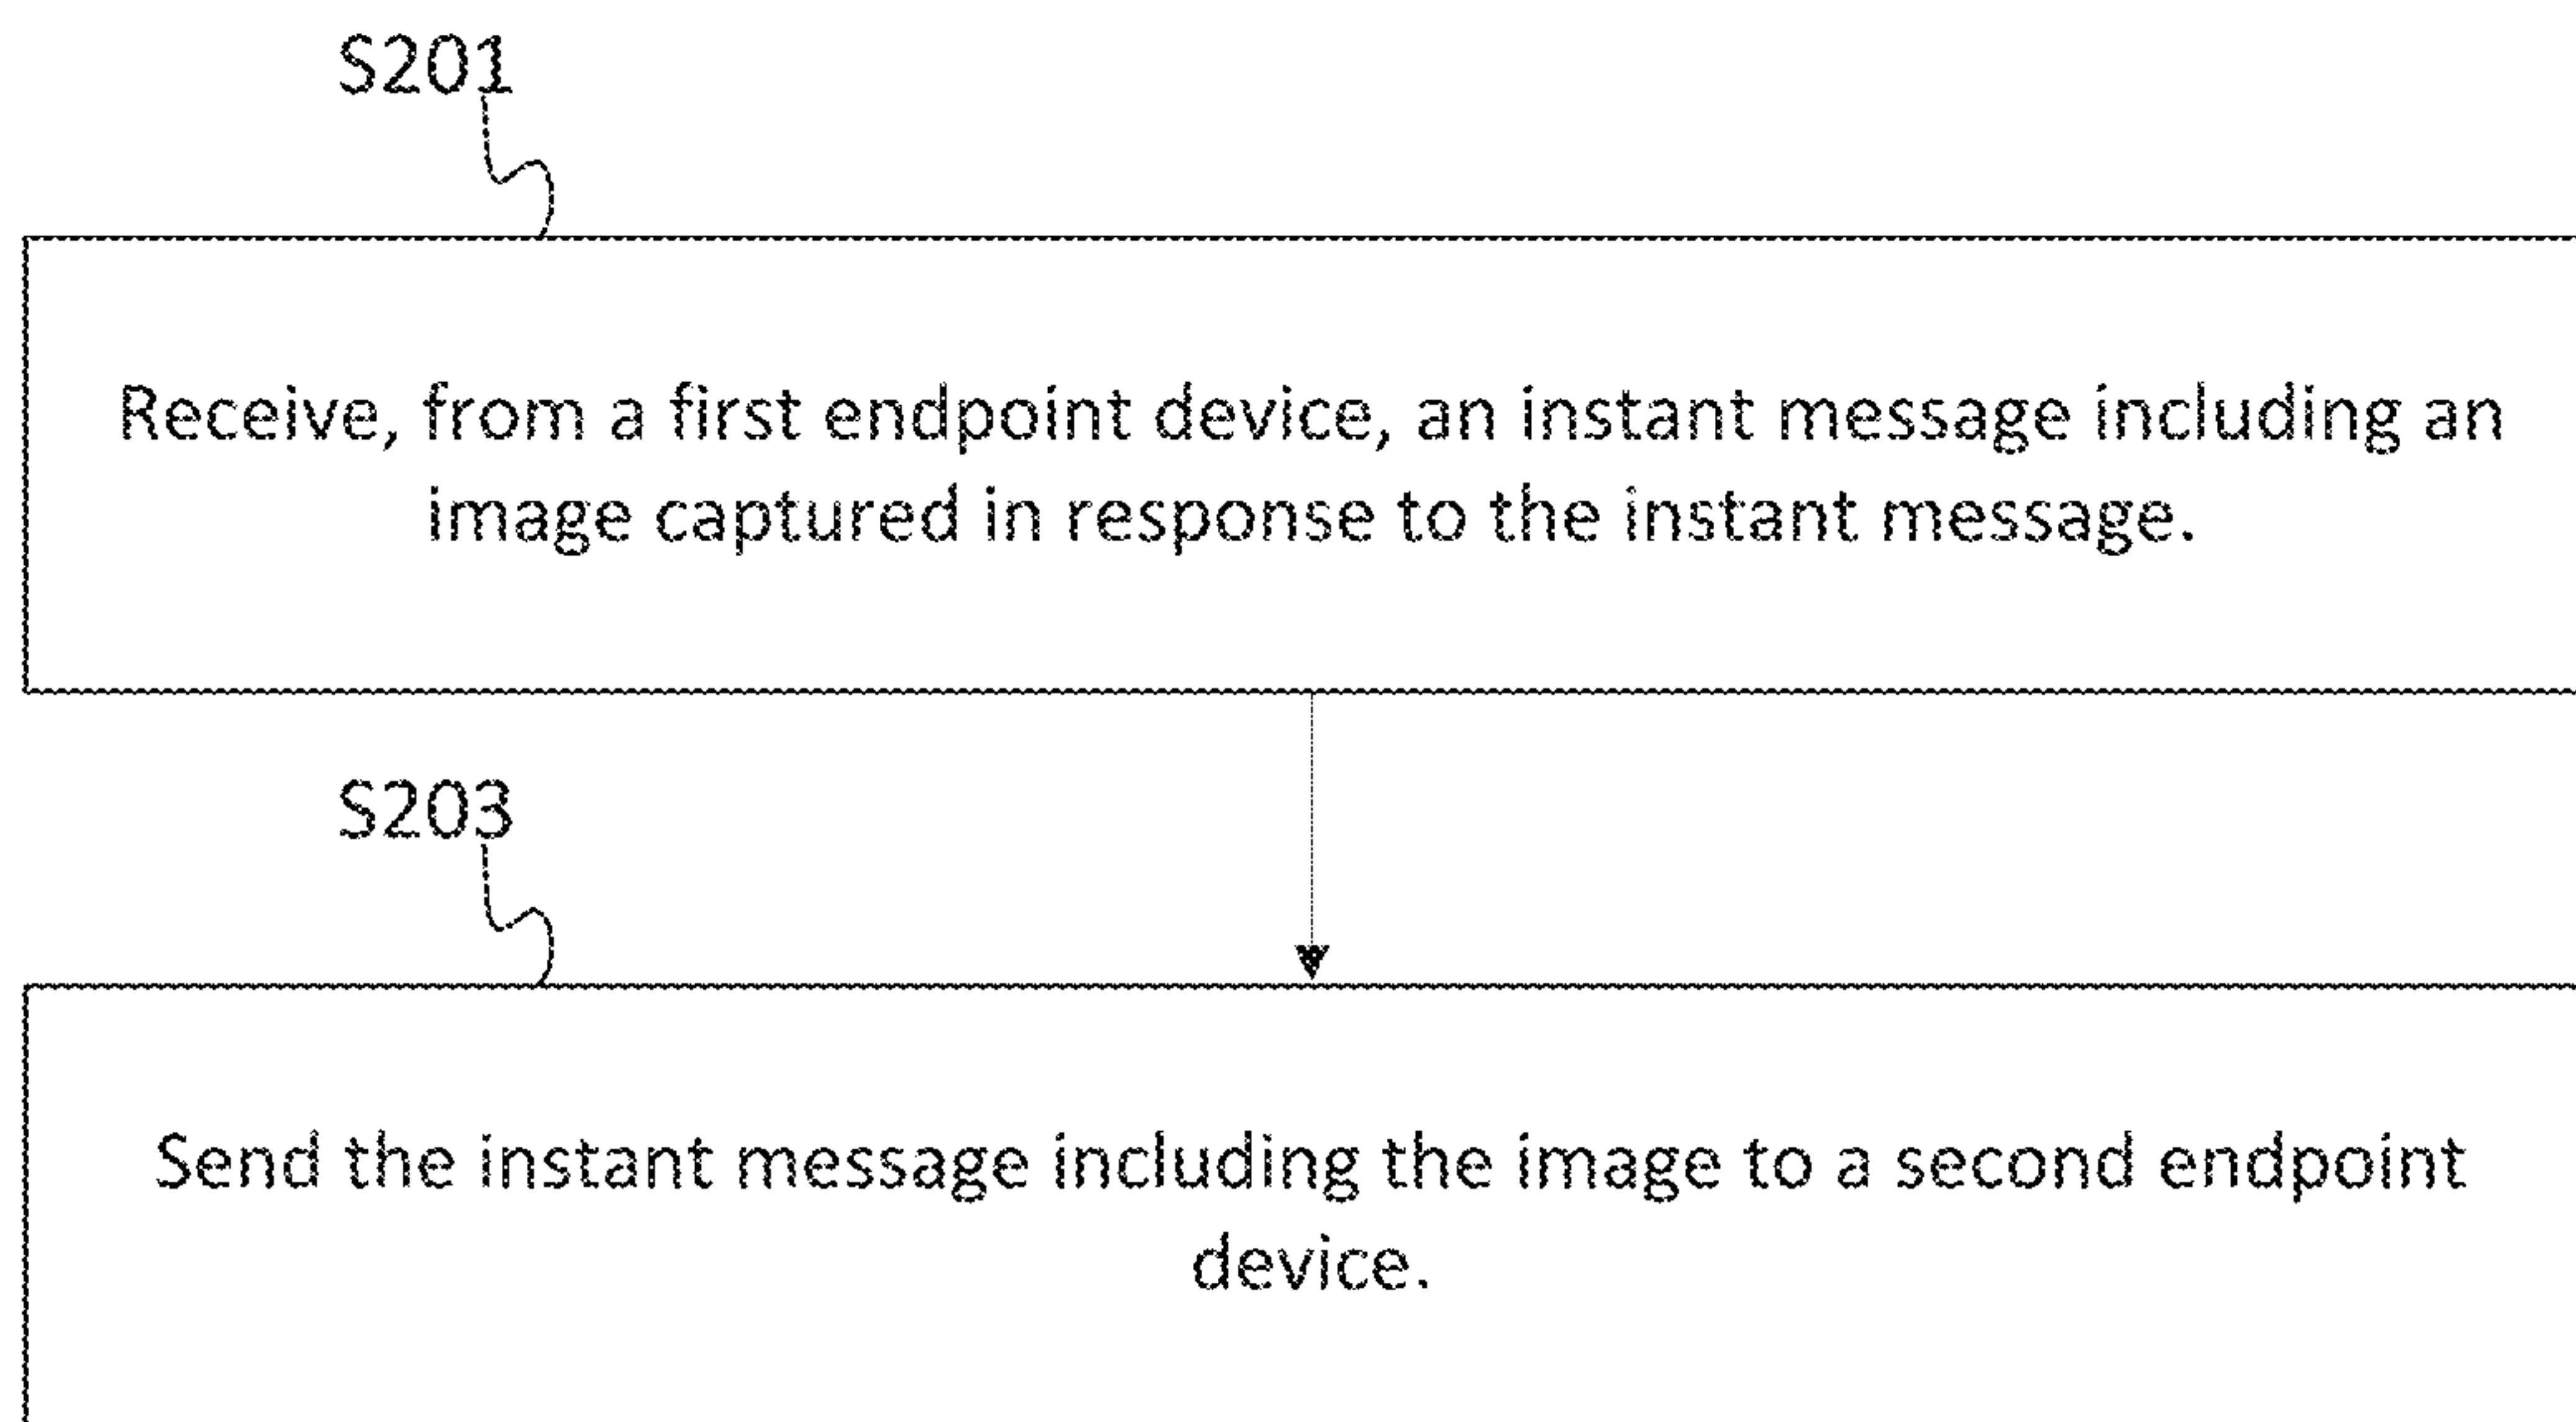 S201
Receive, from a first endpoint device, an instant message including an
image captured in response to the instant message.
S203
Send the instant message including the image to a second endpoint
device.